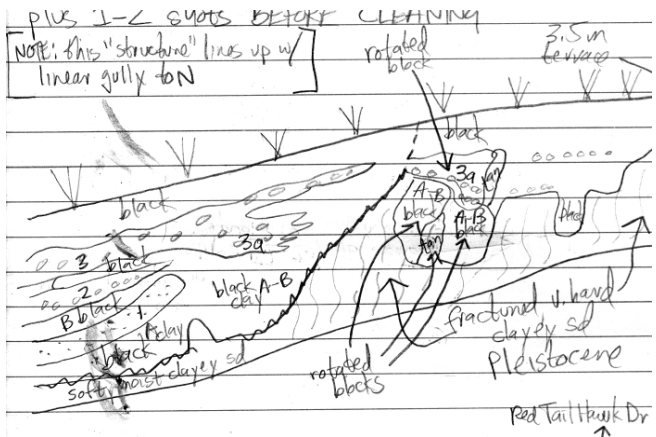 plus 1-2 shots BEFORE CLEANING
NOTE: this "structure" lines up w/
linear gully to N
rotated
block
3.5 m
terrace
black
black
3a
tan
A-B
black
tan
A-B
black
black
3a
3
black
2
B black
1
A clay
black
black A-B
clay
soft, moist clayey sd
rotated
blocks
fractured v. hard
clayey sd
Pleistocene
Red Tail Hawk Dr